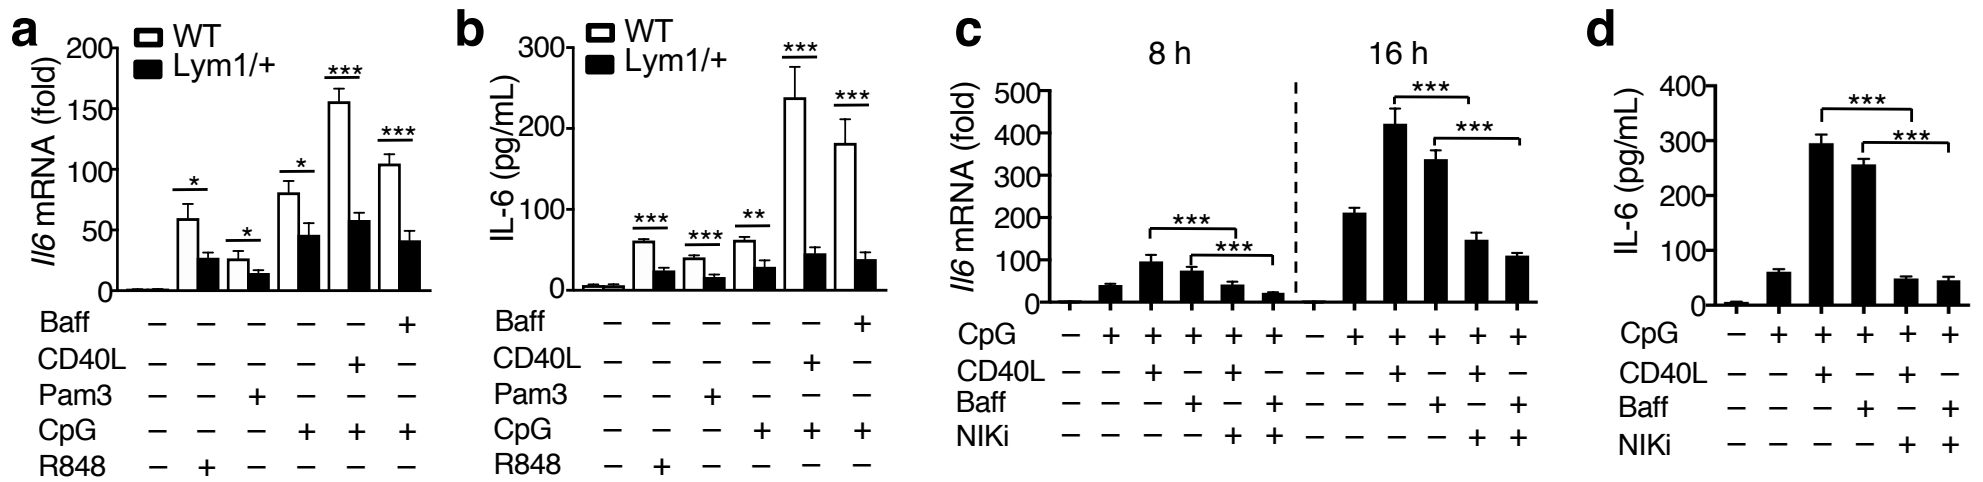 a
WT
Lym1/+
Il6 mRNA (fold)
200
150
100
50
0
* * * *** ***
Baff – – – – – +
CD40L – – – – + –
Pam3 – – + – – –
CpG – – – + + +
R848 – + – – – –
b
WT
Lym1/+
IL-6 (pg/mL)
300
200
100
0
*** *** ** *** ***
Baff – – – – – +
CD40L – – – – + –
Pam3 – – + – – –
CpG – – – + + +
R848 – + – – – –
c
8 h 16 h
Il6 mRNA (fold)
500
400
300
200
100
0
*** *** *** ***
CpG – + + + + + – + + + + +
CD40L – – + – + – – – + – + –
Baff – – – + – + – – – + – +
NIKi – – – – + + – – – – + +
d
IL-6 (pg/mL)
400
300
200
100
0
*** ***
CpG – + + + + +
CD40L – – + – + –
Baff – – – + – +
NIKi – – – – + +